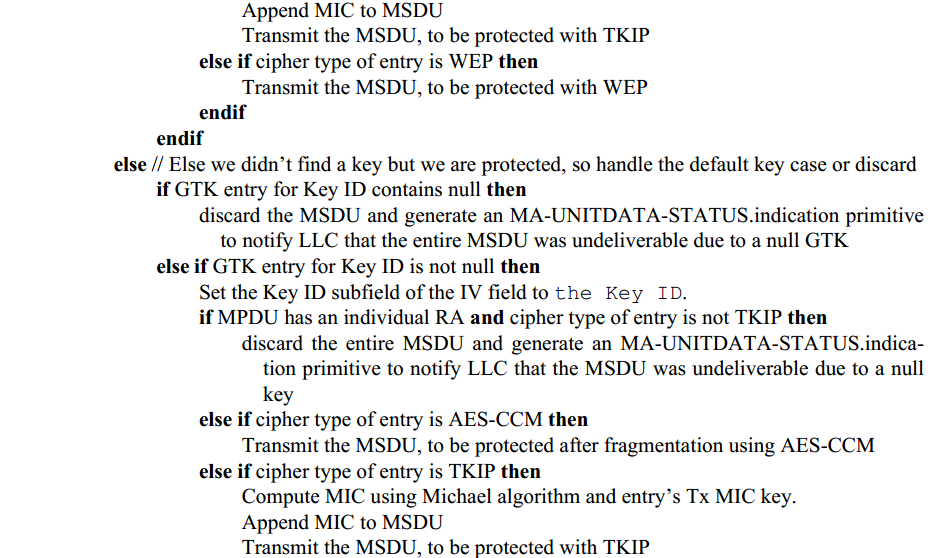 Append MIC to MSDU
Transmit the MSDU, to be protected with TKIP
else if cipher type of entry is WEP then
Transmit the MSDU, to be protected with WEP
endif
endif
else // Else we didn’t find a key but we are protected, so handle the default key case or discard
if GTK entry for Key ID contains null then
discard the MSDU and generate an MA-UNITDATA-STATUS.indication primitive
to notify LLC that the entire MSDU was undeliverable due to a null GTK
else if GTK entry for Key ID is not null then
Set the Key ID subfield of the IV field to the Key ID.
if MPDU has an individual RA and cipher type of entry is not TKIP then
discard the entire MSDU and generate an MA-UNITDATA-STATUS.indica-
tion primitive to notify LLC that the MSDU was undeliverable due to a null
key
else if cipher type of entry is AES-CCM then
Transmit the MSDU, to be protected after fragmentation using AES-CCM
else if cipher type of entry is TKIP then
Compute MIC using Michael algorithm and entry’s Tx MIC key.
Append MIC to MSDU
Transmit the MSDU, to be protected with TKIP